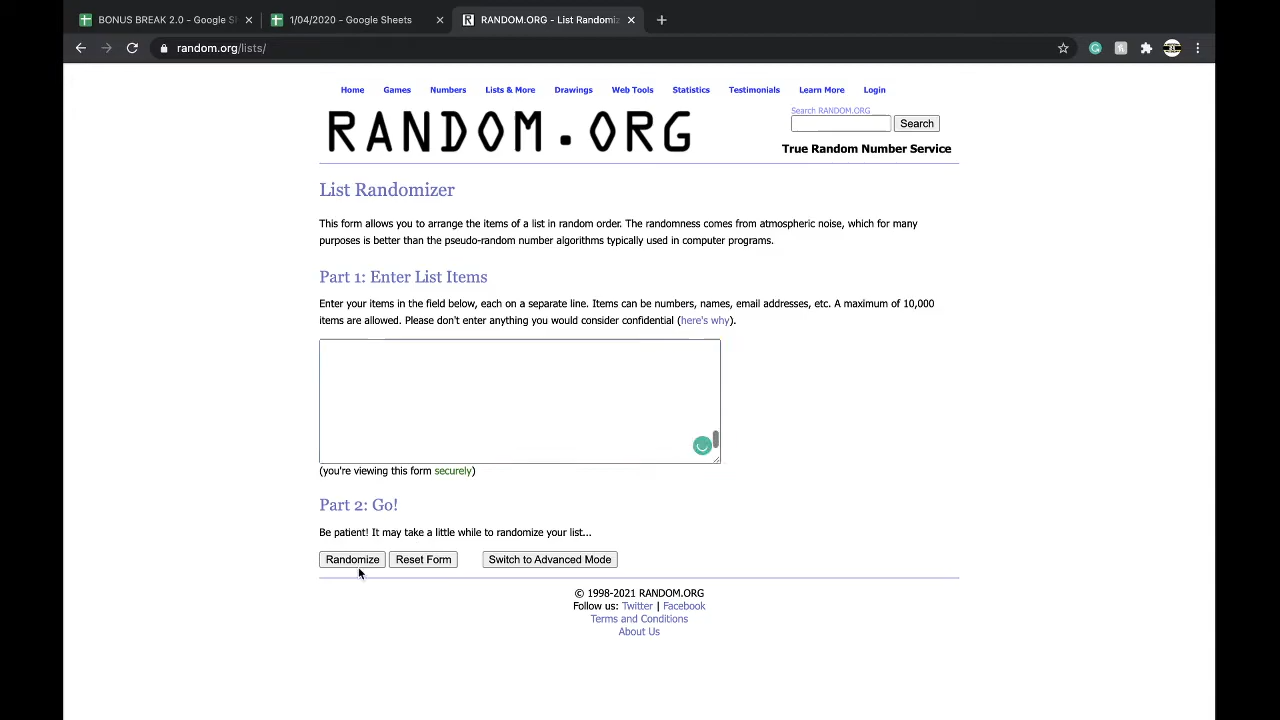 BONUS BREAK 2.0 - Google Sh
1/04/2020 - Google Sheets
RANDOM.ORG - List Randomiz
random.org/lists/
Home Games Numbers Lists & More Drawings Web Tools Statistics Testimonials Learn More Login
RANDOM.ORG
Search RANDOM.ORG
Search
True Random Number Service
List Randomizer
This form allows you to arrange the items of a list in random order. The randomness comes from atmospheric noise, which for many
purposes is better than the pseudo-random number algorithms typically used in computer programs.
Part 1: Enter List Items
Enter your items in the field below, each on a separate line. Items can be numbers, names, email addresses, etc. A maximum of 10,000
items are allowed. Please don't enter anything you would consider confidential (here's why).
(you're viewing this form securely)
Part 2: Go!
Be patient! It may take a little while to randomize your list...
Randomize Reset Form Switch to Advanced Mode
© 1998-2021 RANDOM.ORG
Follow us: Twitter | Facebook
Terms and Conditions
About Us